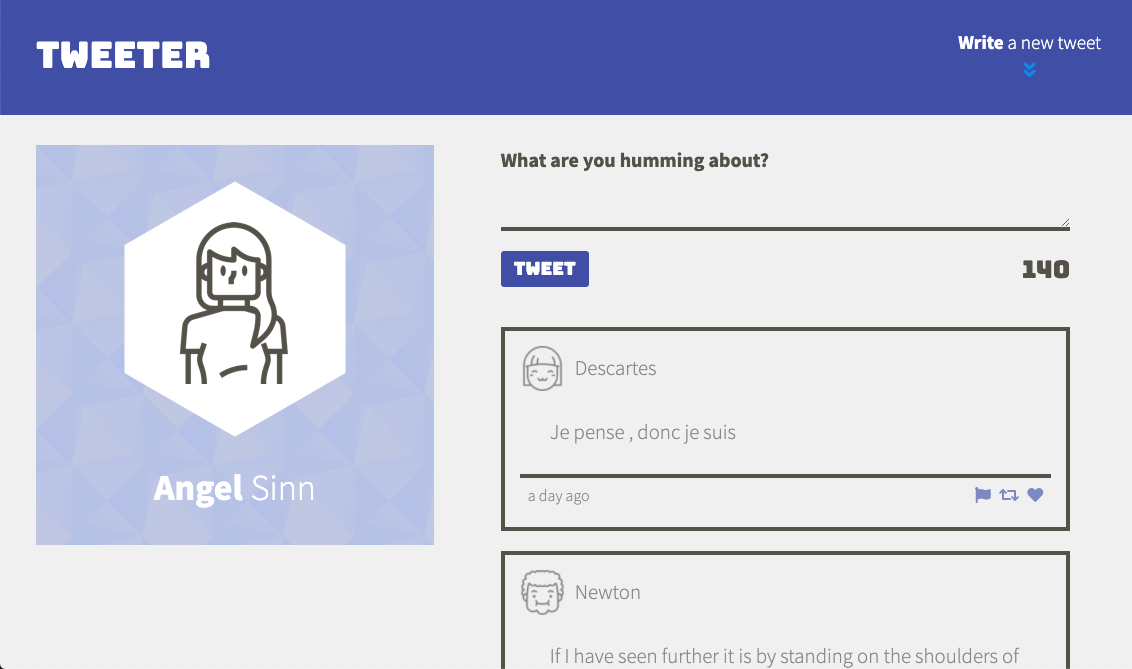 TWEETER
Write a new tweet
Angel Sinn
What are you humming about?
TWEET
140
Descartes
Je pense , donc je suis
a day ago
Newton
If I have seen further it is by standing on the shoulders of